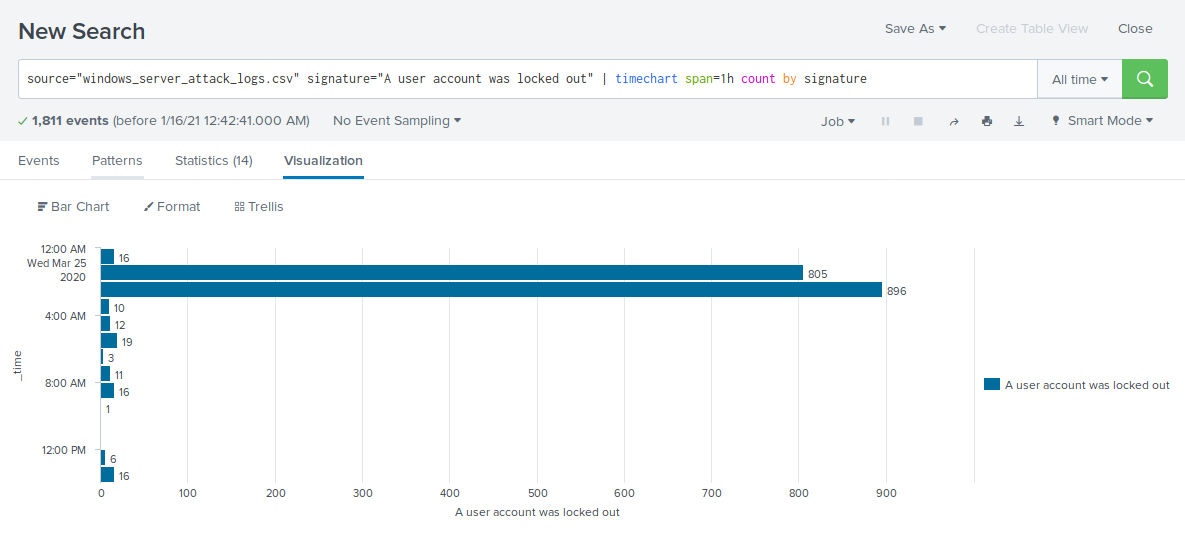 New Search
Save As
Create Table View
Close
source="windows_server_attack_logs.csv" signature="A user account was locked out" | timechart span=1h count by signature
All time
1,811 events (before 1/16/21 12:42:41.000 AM)
No Event Sampling
Job
Smart Mode
Events
Patterns
Statistics (14)
Visualization
Bar Chart
Format
Trellis
12:00 AM
Wed Mar 25
2020
4:00 AM
8:00 AM
12:00 PM
_time
16
805
896
10
12
19
3
11
16
1
6
16
0 100 200 300 400 500 600 700 800 900
A user account was locked out
A user account was locked out